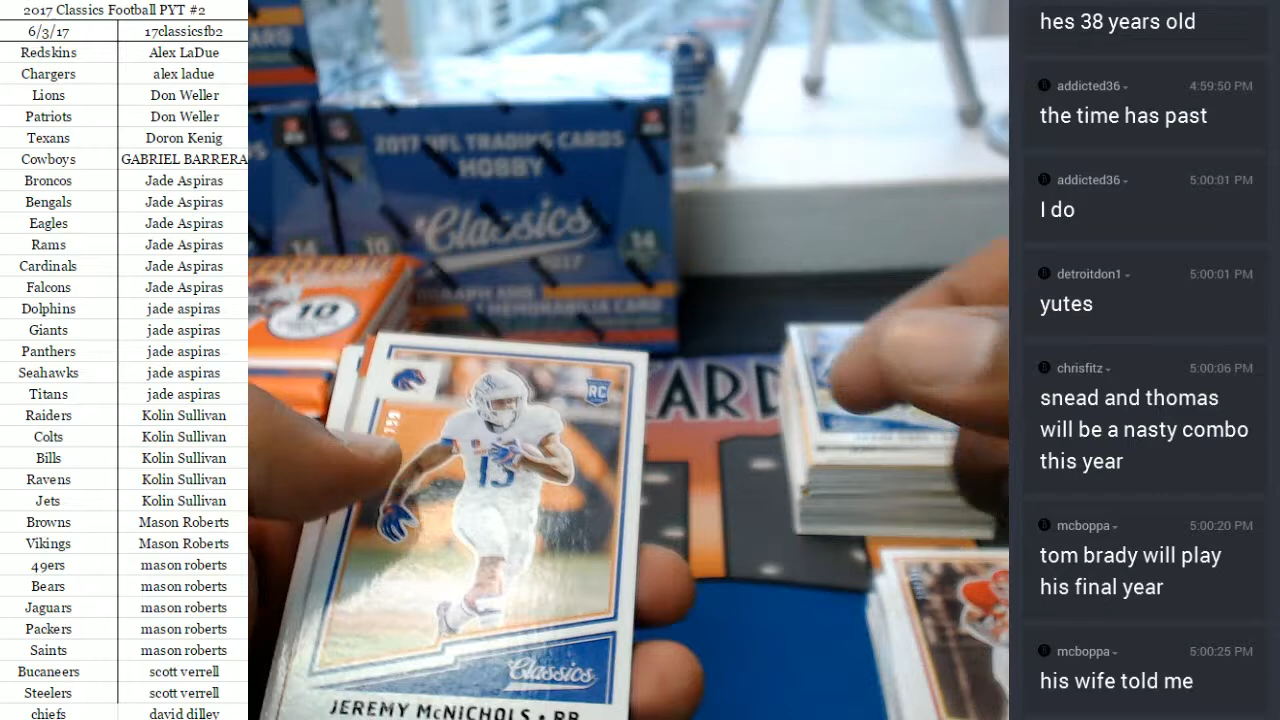 2017 Classics Football PYT #2
6/3/17 17classicsfb2
Redskins Alex LaDue
Chargers alex ladue
Lions Don Weller
Patriots Don Weller
Texans Doron Kenig
Cowboys GABRIEL BARRERA
Broncos Jade Aspiras
Bengals Jade Aspiras
Eagles Jade Aspiras
Rams Jade Aspiras
Cardinals Jade Aspiras
Falcons Jade Aspiras
Dolphins jade aspiras
Giants jade aspiras
Panthers jade aspiras
Seahawks jade aspiras
Titans jade aspiras
Raiders Kolin Sullivan
Colts Kolin Sullivan
Bills Kolin Sullivan
Ravens Kolin Sullivan
Jets Kolin Sullivan
Browns Mason Roberts
Vikings Mason Roberts
49ers mason roberts
Bears mason roberts
Jaguars mason roberts
Packers mason roberts
Saints mason roberts
Bucaneers scott verrell
Steelers scott verrell
chiefs david dilley
2017 NFL TRADING CARDS
HOBBY
Classics
2017
14 10 14
MEMORABILIA CARD
10
CARD
RC
13
Classics
JEREMY McNICHOLS • RB
hes 38 years old
addicted36 4:59:50 PM
the time has past
addicted36 5:00:01 PM
I do
detroitdon1 5:00:01 PM
yutes
chrisfitz 5:00:06 PM
snead and thomas
will be a nasty combo
this year
mcboppa 5:00:20 PM
tom brady will play
his final year
mcboppa 5:00:25 PM
his wife told me